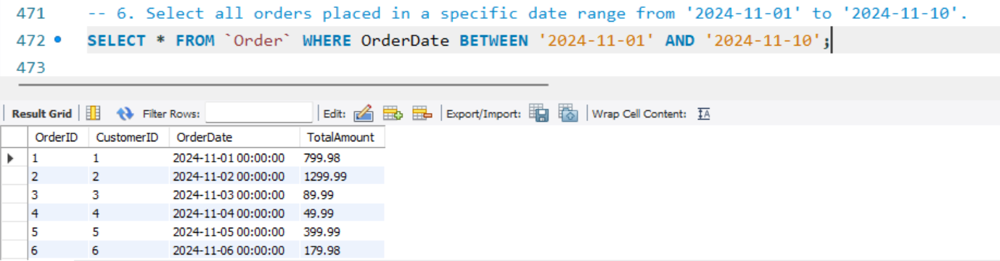 471 -- 6. Select all orders placed in a specific date range from '2024-11-01' to '2024-11-10'.
472 SELECT * FROM `Order` WHERE OrderDate BETWEEN '2024-11-01' AND '2024-11-10';
473
Result Grid Filter Rows: Edit: Export/Import: Wrap Cell Content: IA
OrderID CustomerID OrderDate TotalAmount
1 1 2024-11-01 00:00:00 799.98
2 2 2024-11-02 00:00:00 1299.99
3 3 2024-11-03 00:00:00 89.99
4 4 2024-11-04 00:00:00 49.99
5 5 2024-11-05 00:00:00 399.99
6 6 2024-11-06 00:00:00 179.98